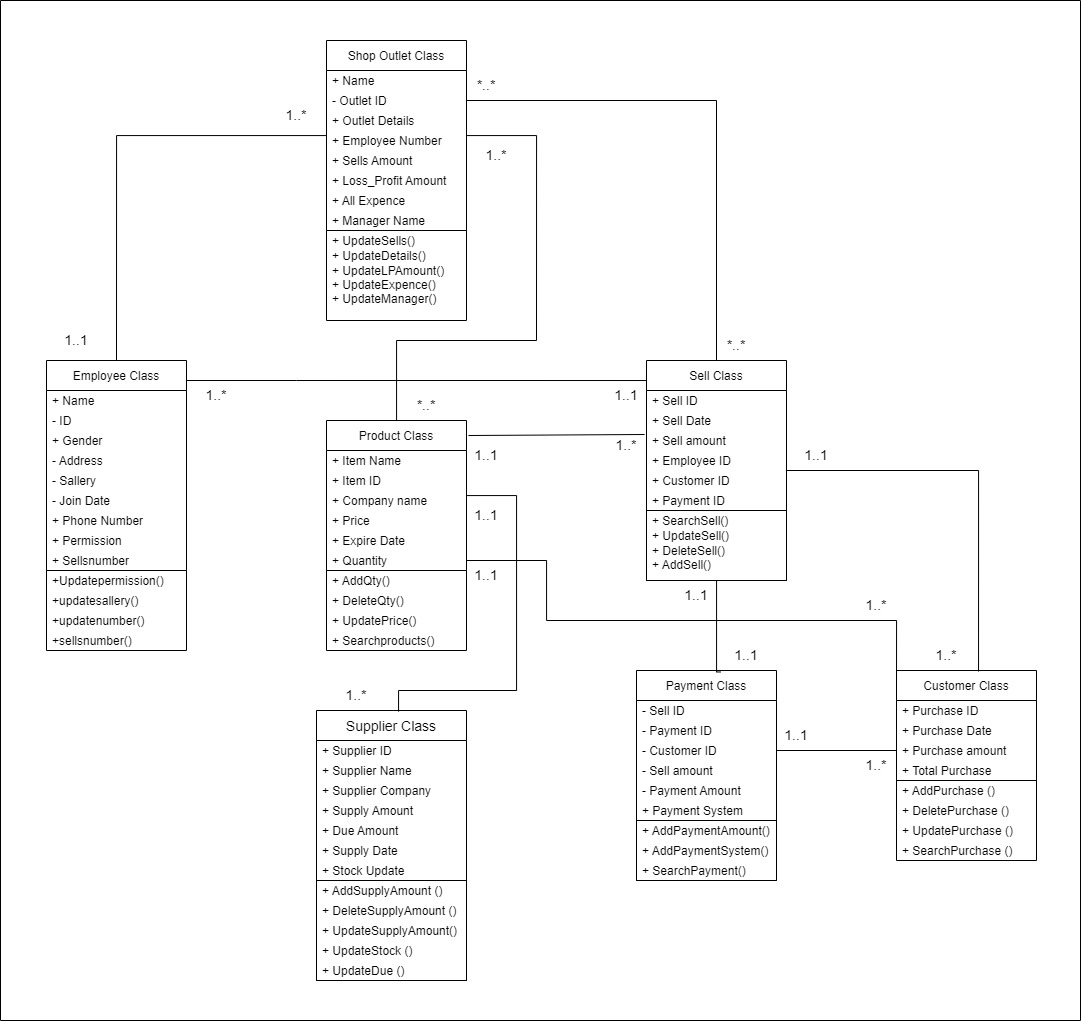 Shop Outlet Class
+ Name
- Outlet ID
+ Outlet Details
+ Employee Number
+ Sells Amount
+ Loss_Profit Amount
+ All Expence
+ Manager Name
+ UpdateSells()
+ UpdateDetails()
+ UpdateLPAmount()
+ UpdateExpence()
+ UpdateManager()
*..*
1..*
1..*
1..1
*..*
Employee Class
+ Name
- ID
+ Gender
- Address
- Sallery
- Join Date
+ Phone Number
+ Permission
+ Sellsnumber
+Updatepermission()
+updatesallery()
+updatenumber()
+sellsnumber()
1..*
1..1
*..*
Product Class
+ Item Name
+ Item ID
+ Company name
+ Price
+ Expire Date
+ Quantity
+ AddQty()
+ DeleteQty()
+ UpdatePrice()
+ Searchproducts()
1..1
1..*
1..1
1..1
Sell Class
+ Sell ID
+ Sell Date
+ Sell amount
+ Employee ID
+ Customer ID
+ Payment ID
+ SearchSell()
+ UpdateSell()
+ DeleteSell()
+ AddSell()
1..1
1..1
1..*
1..1
1..*
1..*
Supplier Class
+ Supplier ID
+ Supplier Name
+ Supplier Company
+ Supply Amount
+ Due Amount
+ Supply Date
+ Stock Update
+ AddSupplyAmount ()
+ DeleteSupplyAmount ()
+ UpdateSupplyAmount()
+ UpdateStock ()
+ UpdateDue ()
Payment Class
- Sell ID
- Payment ID
- Customer ID
- Sell amount
- Payment Amount
+ Payment System
+ AddPaymentAmount()
+ AddPaymentSystem()
+ SearchPayment()
1..1
1..*
Customer Class
+ Purchase ID
+ Purchase Date
+ Purchase amount
+ Total Purchase
+ AddPurchase ()
+ DeletePurchase ()
+ UpdatePurchase ()
+ SearchPurchase ()